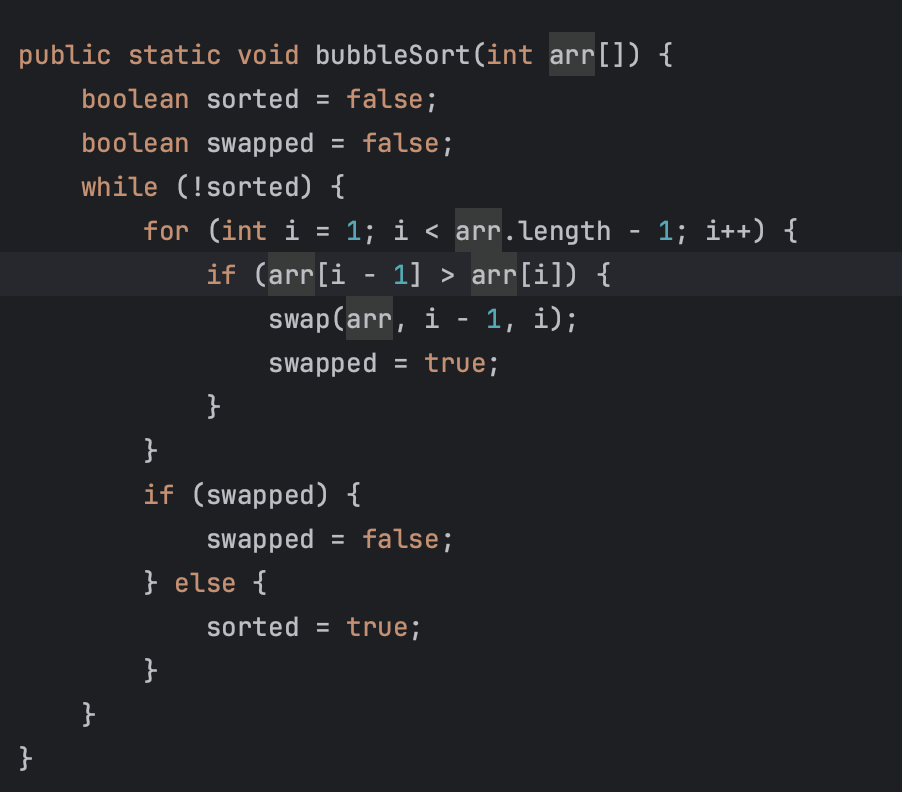 public static void bubbleSort(int arr[]) {
    boolean sorted = false;
    boolean swapped = false;
    while (!sorted) {
        for (int i = 1; i < arr.length - 1; i++) {
            if (arr[i - 1] > arr[i]) {
                swap(arr, i - 1, i);
                swapped = true;
            }
        }
        if (swapped) {
            swapped = false;
        } else {
            sorted = true;
        }
    }
}